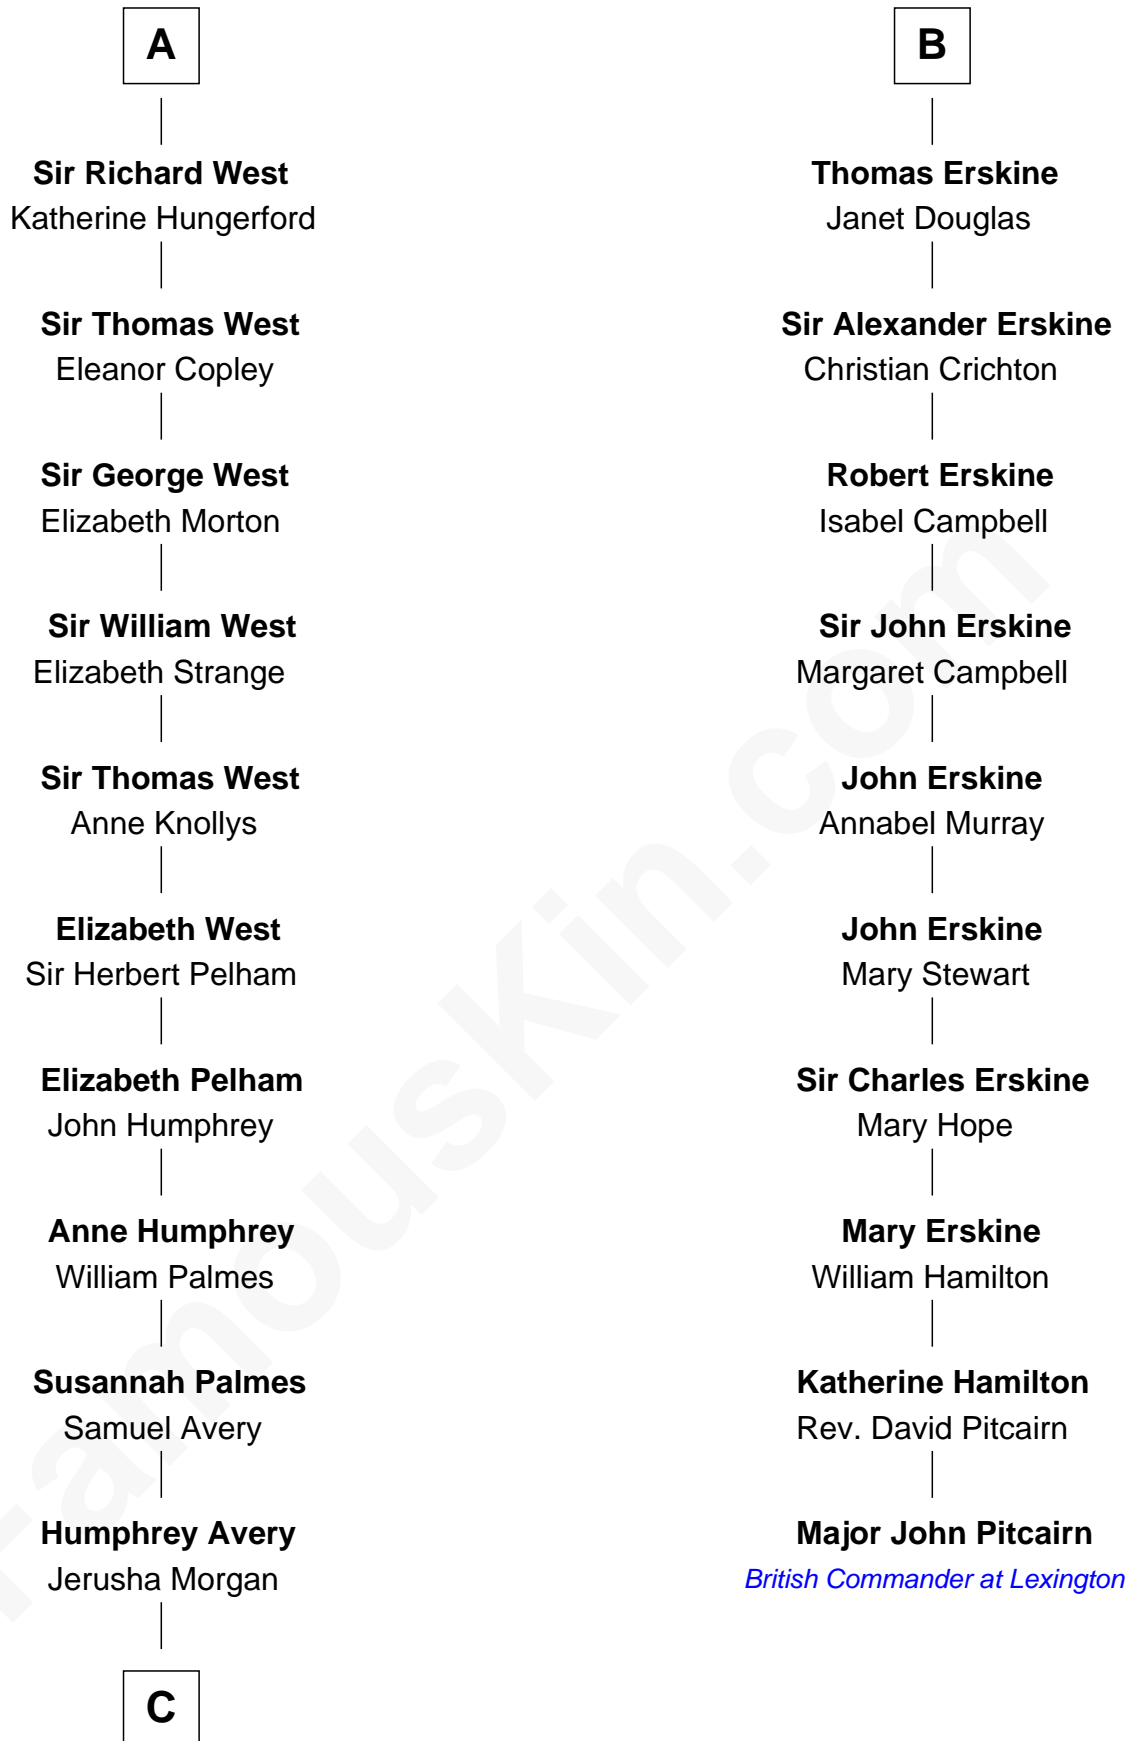 A
Sir Richard West
Katherine Hungerford
Sir Thomas West
Eleanor Copley
Sir George West
Elizabeth Morton
Sir William West
Elizabeth Strange
Sir Thomas West
Anne Knollys
Elizabeth West
Sir Herbert Pelham
Elizabeth Pelham
John Humphrey
Anne Humphrey
William Palmes
Susannah Palmes
Samuel Avery
Humphrey Avery
Jerusha Morgan
C
B
Thomas Erskine
Janet Douglas
Sir Alexander Erskine
Christian Crichton
Robert Erskine
Isabel Campbell
Sir John Erskine
Margaret Campbell
John Erskine
Annabel Murray
John Erskine
Mary Stewart
Sir Charles Erskine
Mary Hope
Mary Erskine
William Hamilton
Katherine Hamilton
Rev. David Pitcairn
Major John Pitcairn
British Commander at Lexington
FamousKin.com